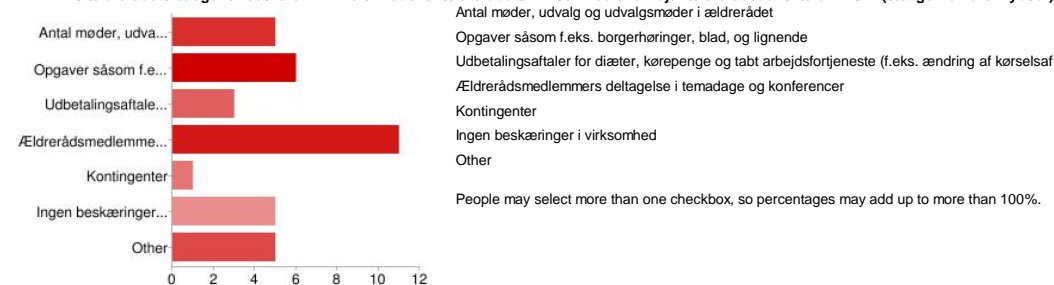 Antal møder, udva...
Opgaver såsom f.e...
Udbetalingsaftale...
Ældrerådsmedlemme...
Kontingenter
Ingen beskæringer...
Other
0 2 4 6 8 10 12
Antal møder, udvalg og udvalgsmøder i ældrerådet
Opgaver såsom f.eks. borgerhøringer, blad, og lignende
Udbetalingsaftaler for diæter, kørepenge og tabt arbejdsfortjeneste (f.eks. ændring af kørselsaf
Ældrerådsmedlemmers deltagelse i temadage og konferencer
Kontingenter
Ingen beskæringer i virksomhed
Other
People may select more than one checkbox, so percentages may add up to more than 100%.